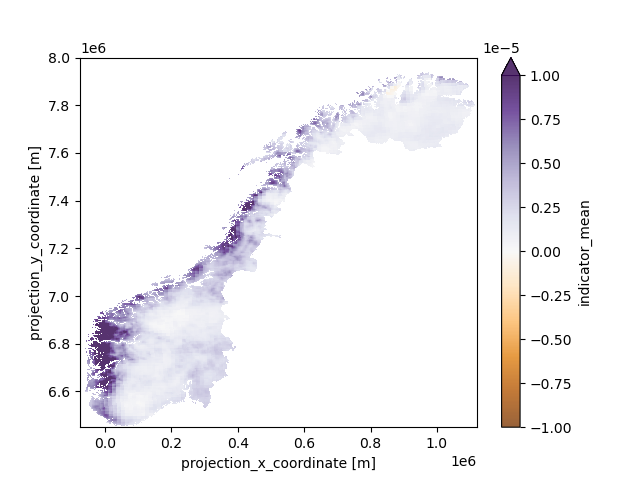 1e6
1e−5
8.0
7.8
7.6
7.4
7.2
7.0
6.8
6.6
projection_y_coordinate [m]
0.0 0.2 0.4 0.6 0.8 1.0
projection_x_coordinate [m]
1e6
1.00
0.75
0.50
0.25
0.00
−0.25
−0.50
−0.75
−1.00
indicator_mean